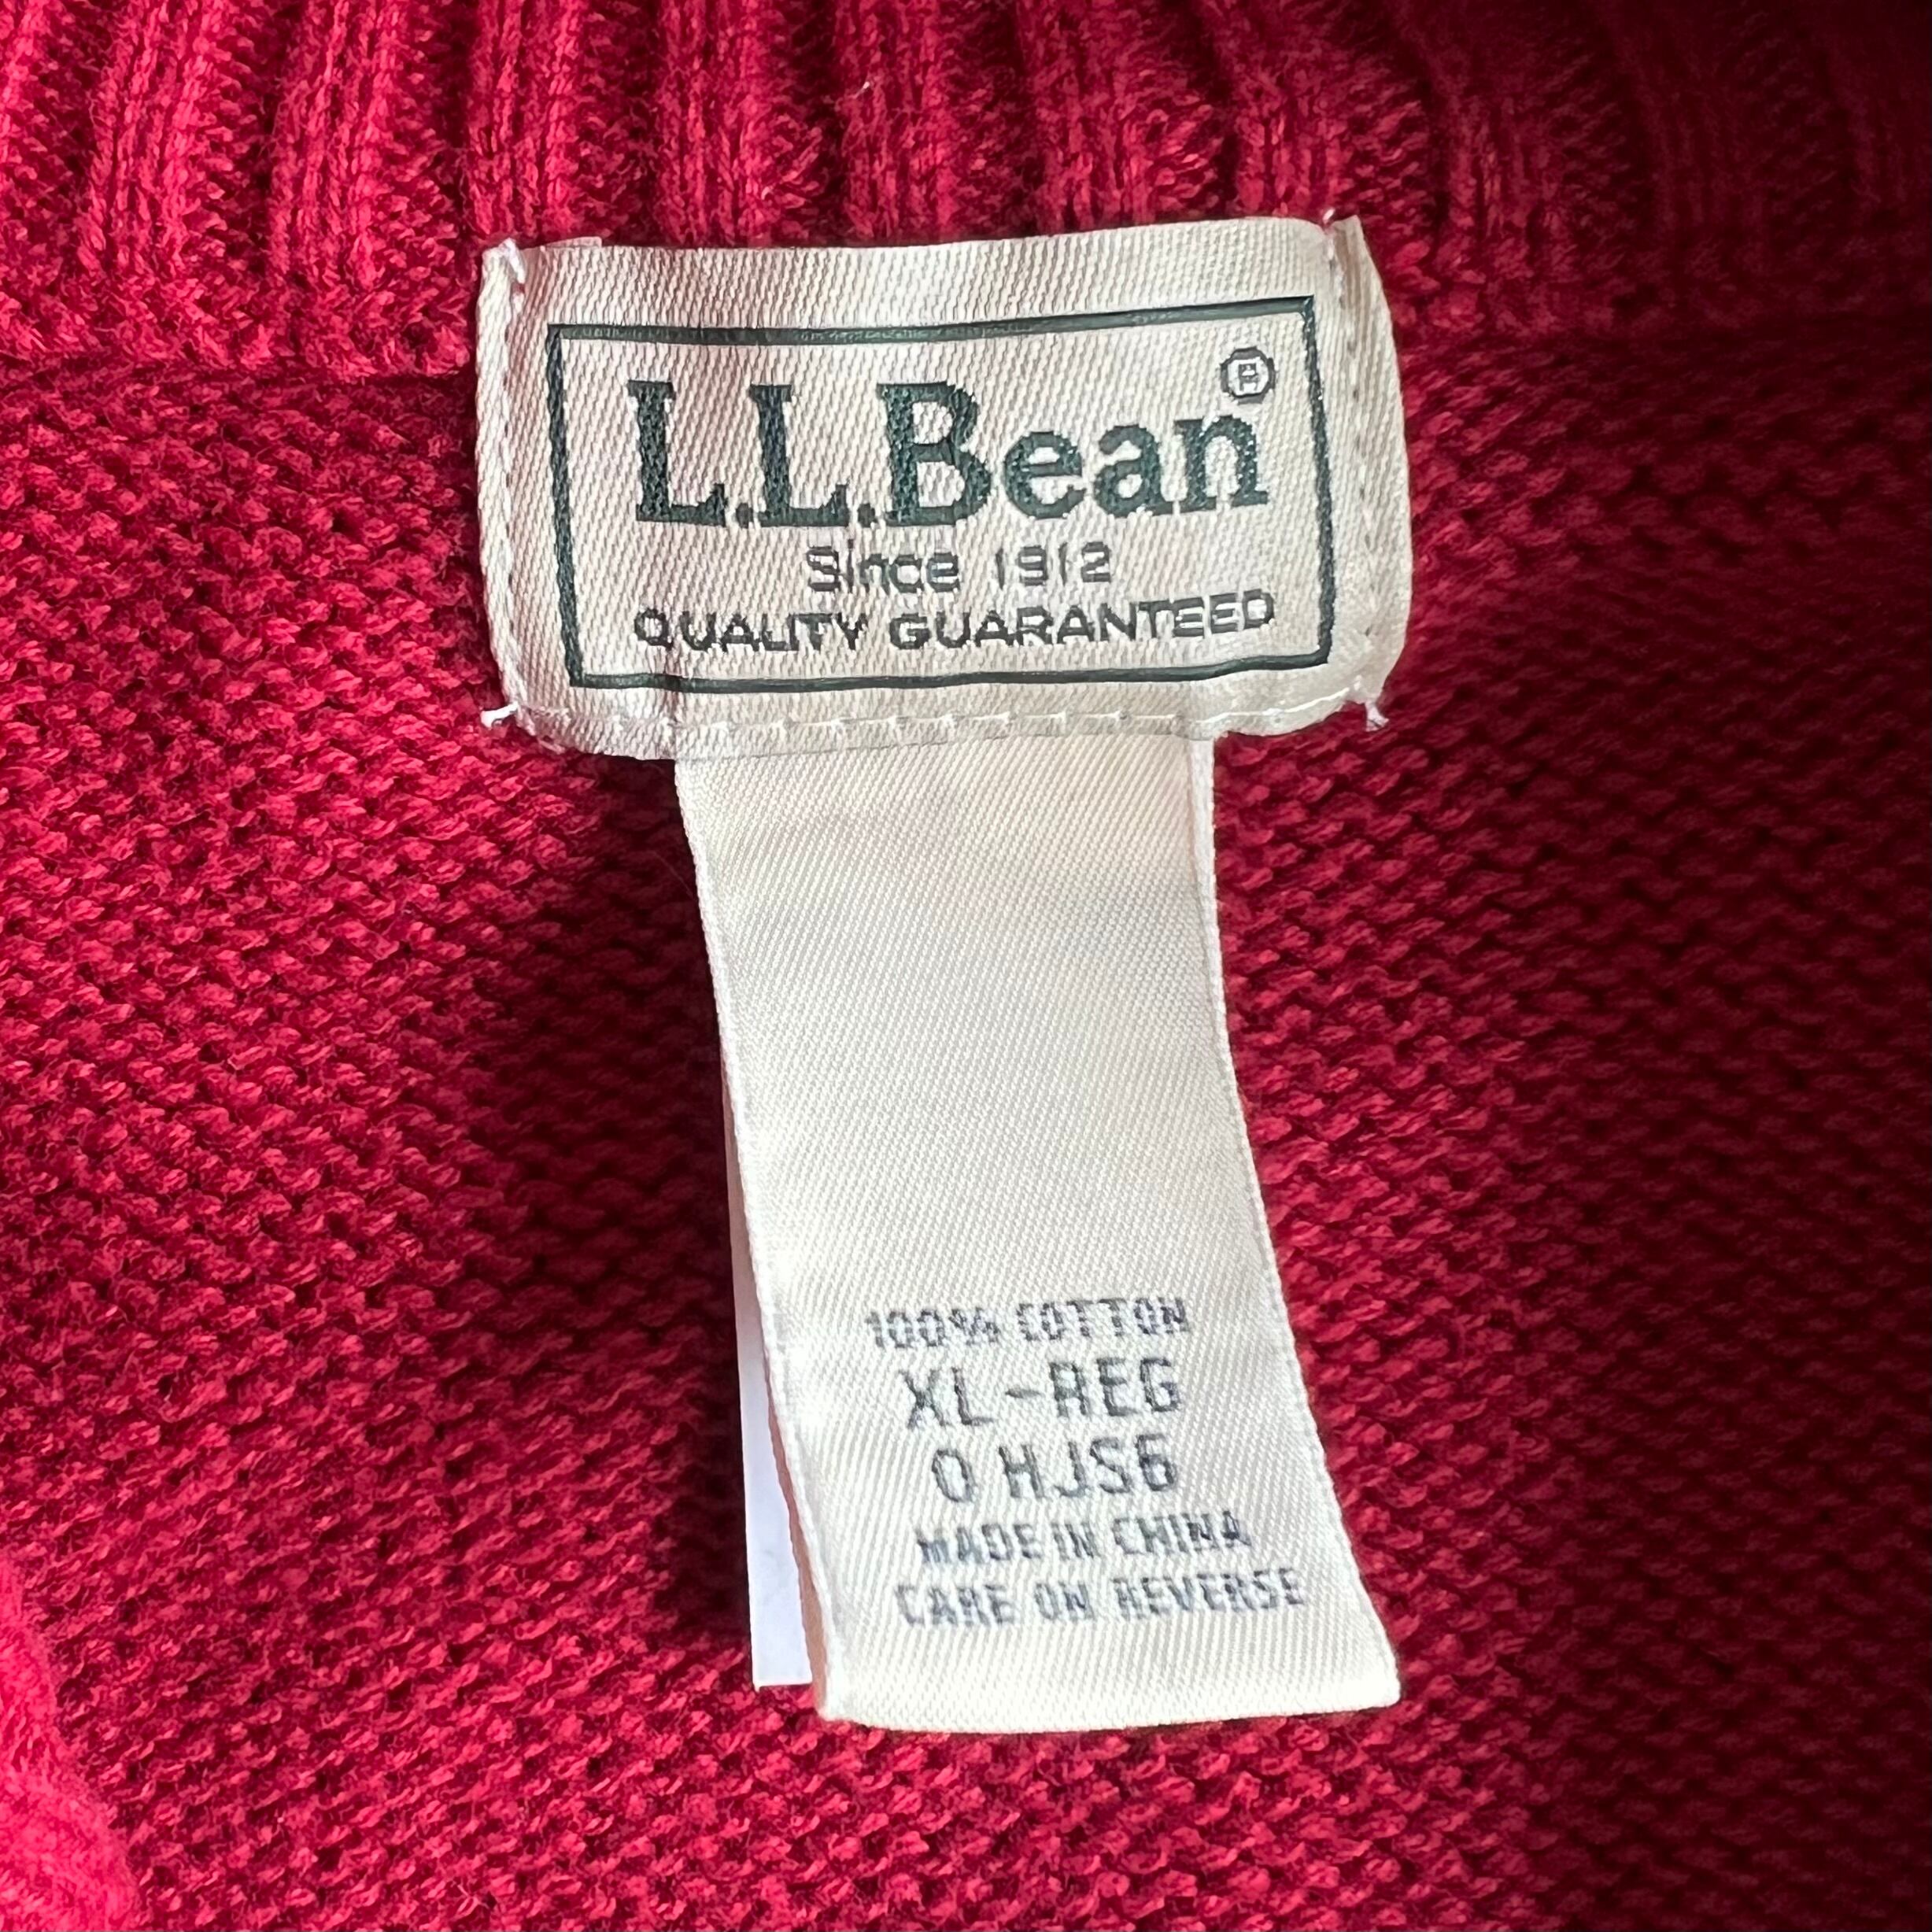 L.L.Bean®
Since 1912
QUALITY GUARANTEED
100% COTTON
XL-REG
0 HJS6
MADE IN CHINA
CARE ON REVERSE